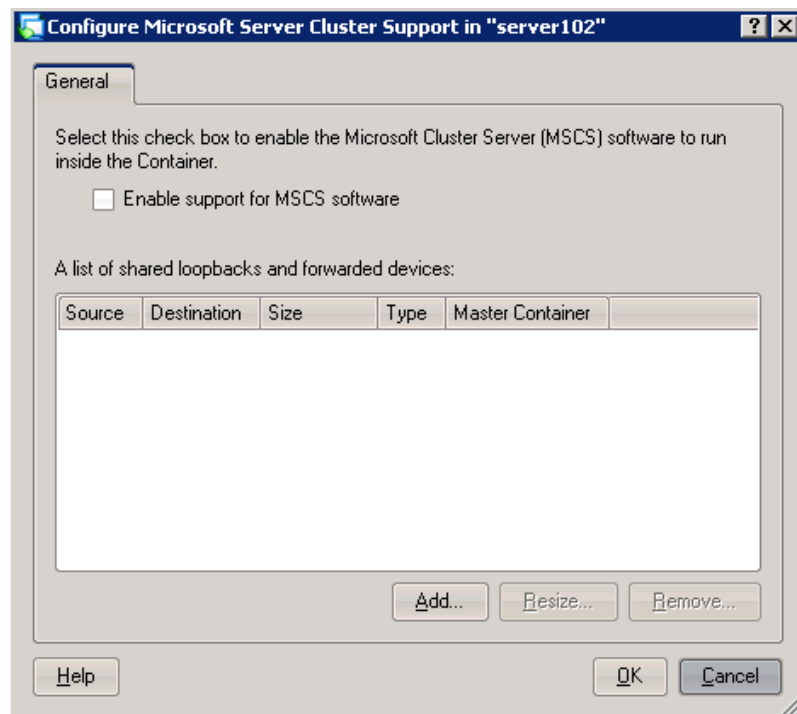 Configure Microsoft Server Cluster Support in "server102"
General
Select this check box to enable the Microsoft Cluster Server (MSCS) software to run
inside the Container.
Enable support for MSCS software
A list of shared loopbacks and forwarded devices:
Source Destination Size Type Master Container
Add... Resize... Remove...
Help OK Cancel